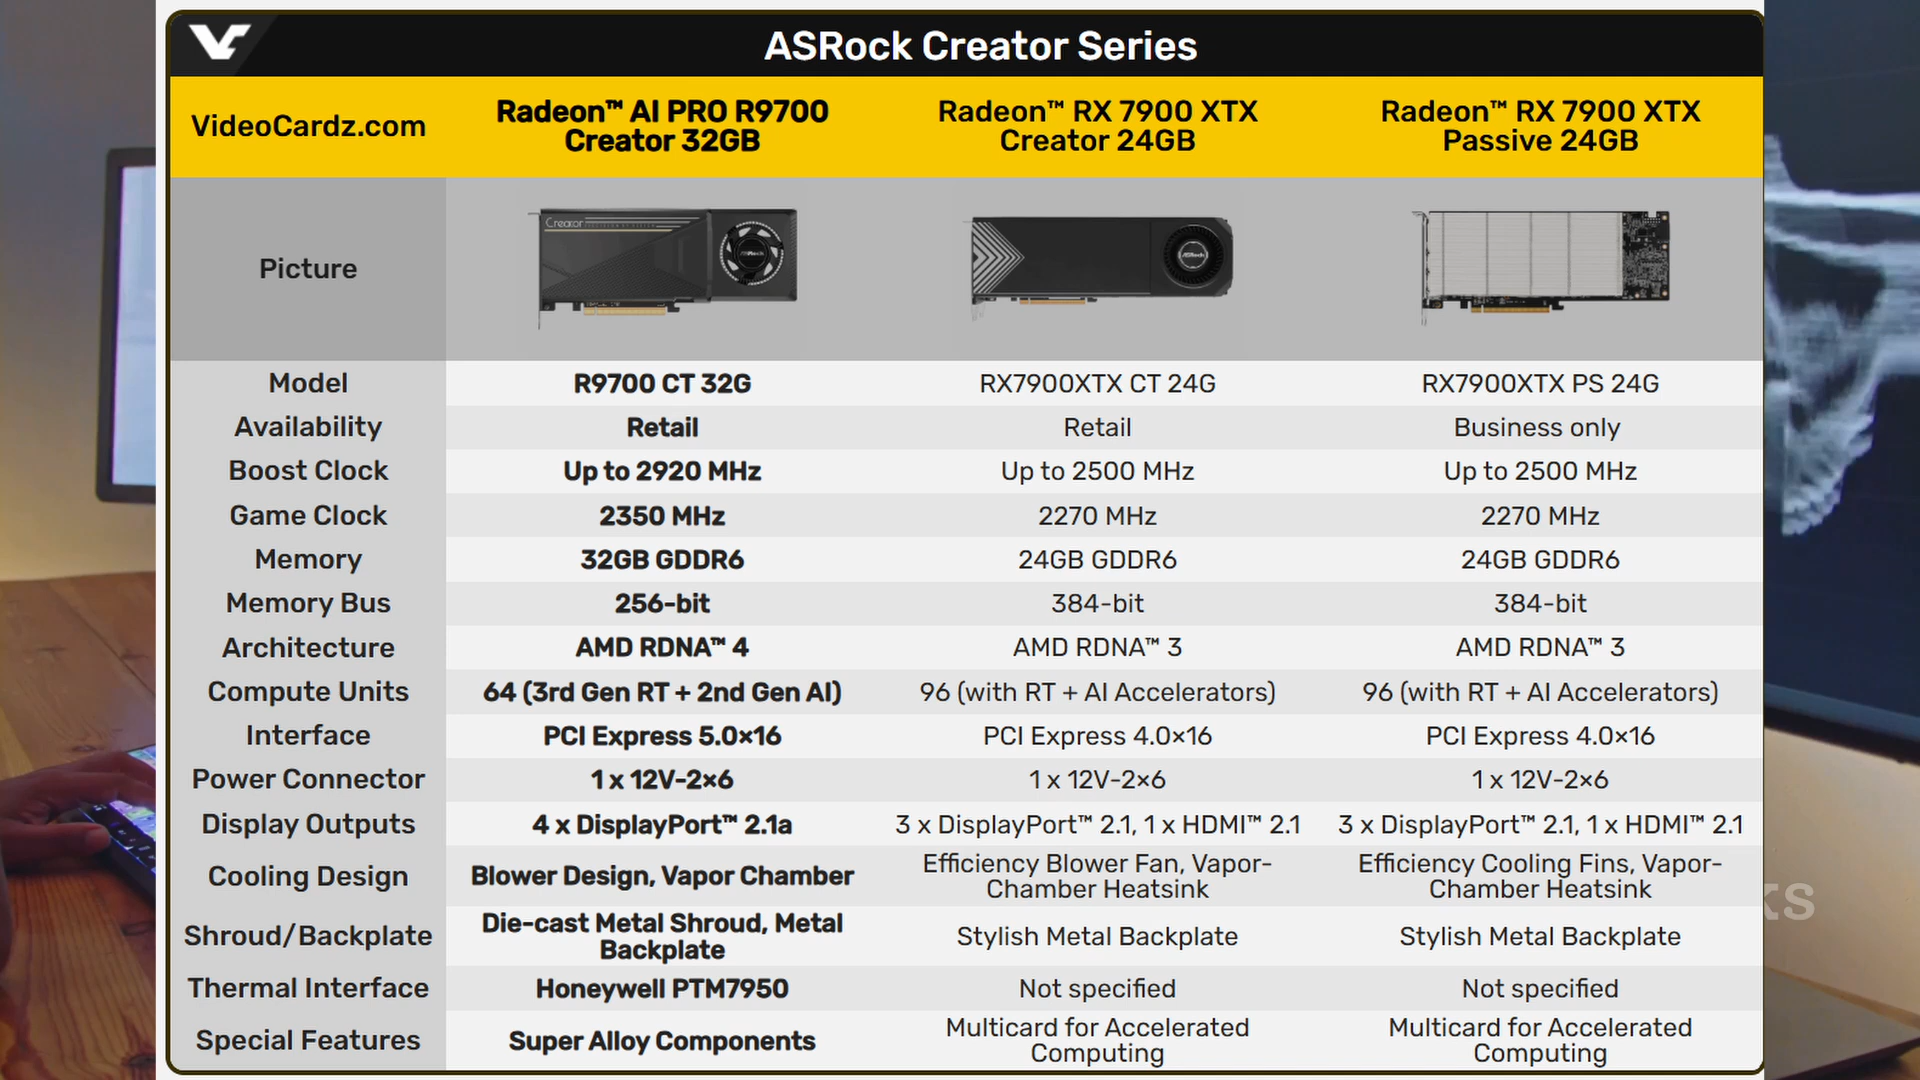 ASRock Creator Series
VideoCardz.com
Radeon™ AI PRO R9700
Creator 32GB
Radeon™ RX 7900 XTX
Creator 24GB
Radeon™ RX 7900 XTX
Passive 24GB
Picture
Creator
ASRock
ASRock
Model
R9700 CT 32G
RX7900XTX CT 24G
RX7900XTX PS 24G
Availability
Retail
Retail
Business only
Boost Clock
Up to 2920 MHz
Up to 2500 MHz
Up to 2500 MHz
Game Clock
2350 MHz
2270 MHz
2270 MHz
Memory
32GB GDDR6
24GB GDDR6
24GB GDDR6
Memory Bus
256-bit
384-bit
384-bit
Architecture
AMD RDNA™ 4
AMD RDNA™ 3
AMD RDNA™ 3
Compute Units
64 (3rd Gen RT + 2nd Gen AI)
96 (with RT + AI Accelerators)
96 (with RT + AI Accelerators)
Interface
PCI Express 5.0×16
PCI Express 4.0×16
PCI Express 4.0×16
Power Connector
1 x 12V-2×6
1 x 12V-2×6
1 x 12V-2×6
Display Outputs
4 x DisplayPort™ 2.1a
3 x DisplayPort™ 2.1, 1 x HDMI™ 2.1
3 x DisplayPort™ 2.1, 1 x HDMI™ 2.1
Cooling Design
Blower Design, Vapor Chamber
Efficiency Blower Fan, Vapor-
Chamber Heatsink
Efficiency Cooling Fins, Vapor-
Chamber Heatsink
Shroud/Backplate
Die-cast Metal Shroud, Metal
Backplate
Stylish Metal Backplate
Stylish Metal Backplate
Thermal Interface
Honeywell PTM7950
Not specified
Not specified
Special Features
Super Alloy Components
Multicard for Accelerated
Computing
Multicard for Accelerated
Computing